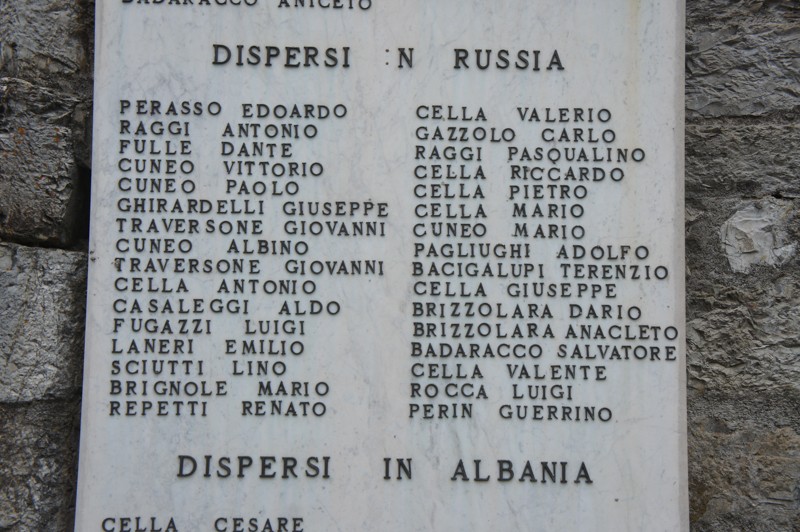 BADARACCO ANICETO
DISPERSI IN RUSSIA
PERASSO EDOARDO
RAGGI ANTONIO
FULLE DANTE
CUNEO VITTORIO
CUNEO PAOLO
GHIRARDELLI GIUSEPPE
TRAVERSONE GIOVANNI
CUNEO ALBINO
TRAVERSONE GIOVANNI
CELLA ANTONIO
CASALEGGI ALDO
FUGAZZI LUIGI
LANERI EMILIO
SCIUTTI LINO
BRIGNOLE MARIO
REPETTI RENATO
CELLA VALERIO
GAZZOLO CARLO
RAGGI PASQUALINO
CELLA RICCARDO
CELLA PIETRO
CELLA MARIO
CUNEO MARIO
PAGLIUGHI ADOLFO
BACIGALUPI TERENZIO
CELLA GIUSEPPE
BRIZZOLARA DARIO
BRIZZOLARA ANACLETO
BADARACCO SALVATORE
CELLA VALENTE
ROCCA LUIGI
PERIN GUERRINO
DISPERSI IN ALBANIA
CELLA CESARE